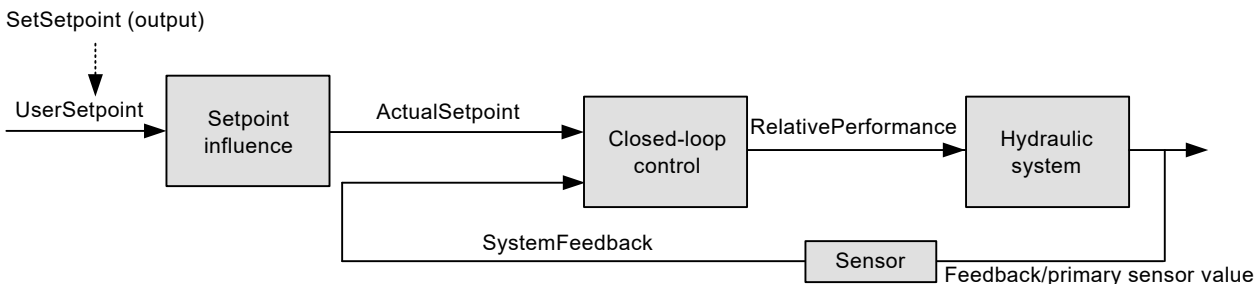 SetSetpoint (output)
UserSetpoint
Setpoint
influence
ActualSetpoint
Closed-loop
control
RelativePerformance
Hydraulic
system
SystemFeedback
Sensor
Feedback/primary sensor value